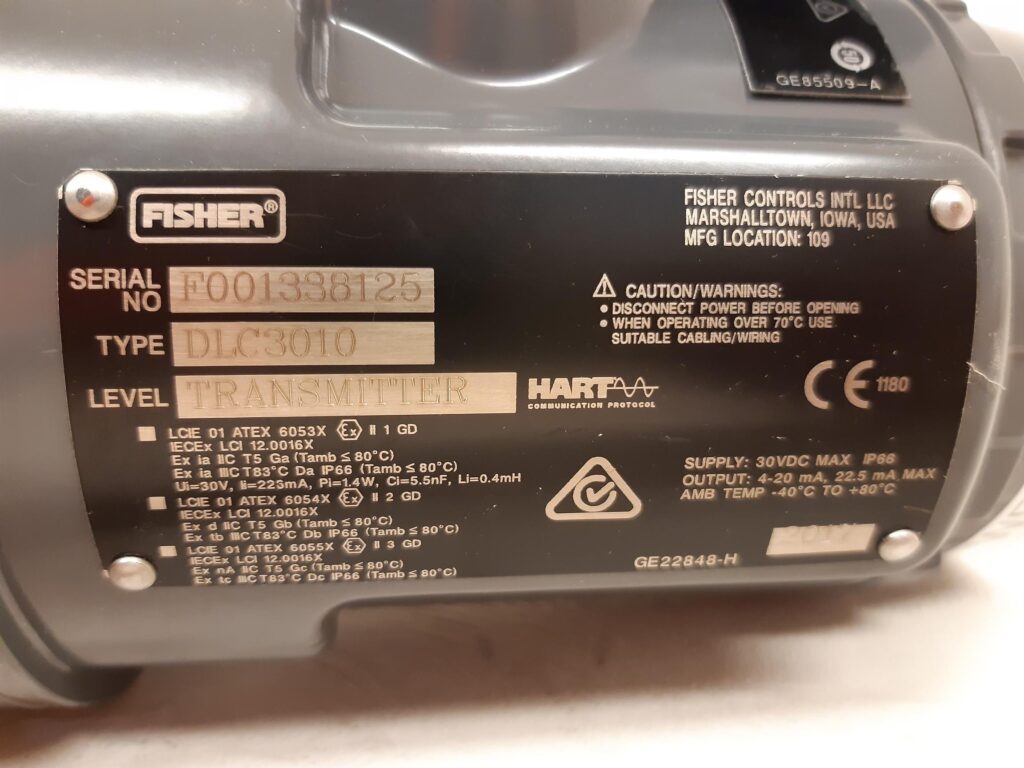 GE85509-A
FISHER®
FISHER CONTROLS INTL LLC
MARSHALLTOWN, IOWA, USA
MFG LOCATION: 109
SERIAL NO F001338125
TYPE DLC3010
LEVEL TRANSMITTER
HART
COMMUNICATION PROTOCOL
CAUTION/WARNINGS:
• DISCONNECT POWER BEFORE OPENING
• WHEN OPERATING OVER 70°C USE
SUITABLE CABLING/WIRING
CE 1180
LCIE 01 ATEX 6053X Ex II 1 GD
IECEx LCI 12.0016X
Ex ia IIC T5 Ga (Tamb ≤ 80°C)
Ex ia IIIC T83°C Da IP66 (Tamb ≤ 80°C)
Ui=30V, Ii=223mA, Pi=1.4W, Ci=5.5nF, Li=0.4mH
LCIE 01 ATEX 6054X Ex II 2 GD
IECEx LCI 12.0016X
Ex d IIC T5 Gb (Tamb ≤ 80°C)
Ex tb IIIC T83°C Db IP66 (Tamb ≤ 80°C)
LCIE 01 ATEX 6055X Ex II 3 GD
IECEx LCI 12.0016X
Ex nA IIC T5 Gc (Tamb ≤ 80°C)
Ex tc IIIC T83°C Dc IP66 (Tamb ≤ 80°C)
SUPPLY: 30VDC MAX IP66
OUTPUT: 4-20 mA, 22.5 mA MAX
AMB TEMP -40°C TO +80°C
GE22848-H